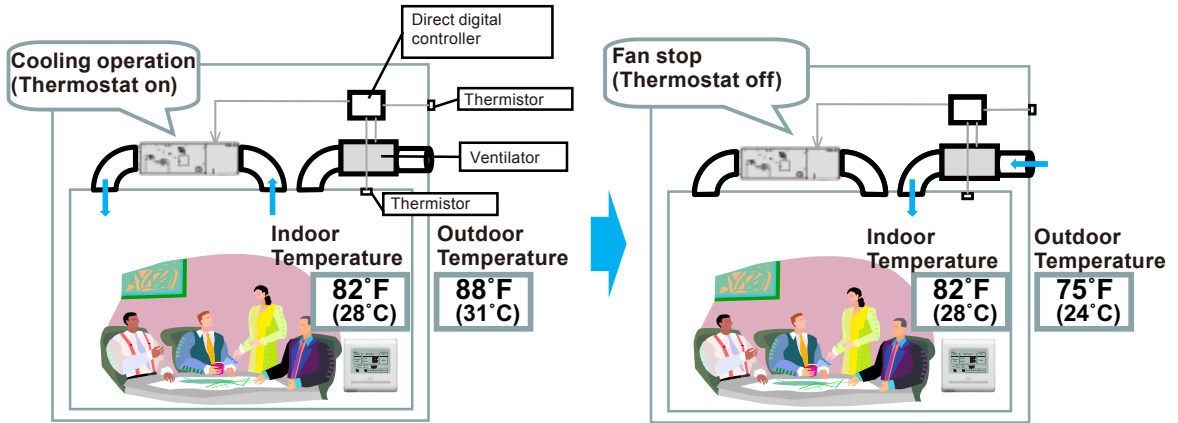 Cooling operation
(Thermostat on)
Direct digital
controller
Thermistor
Ventilator
Thermistor
Indoor
Temperature
82˚F
(28˚C)
Outdoor
Temperature
88˚F
(31˚C)
Fan stop
(Thermostat off)
Indoor
Temperature
82˚F
(28˚C)
Outdoor
Temperature
75˚F
(24˚C)